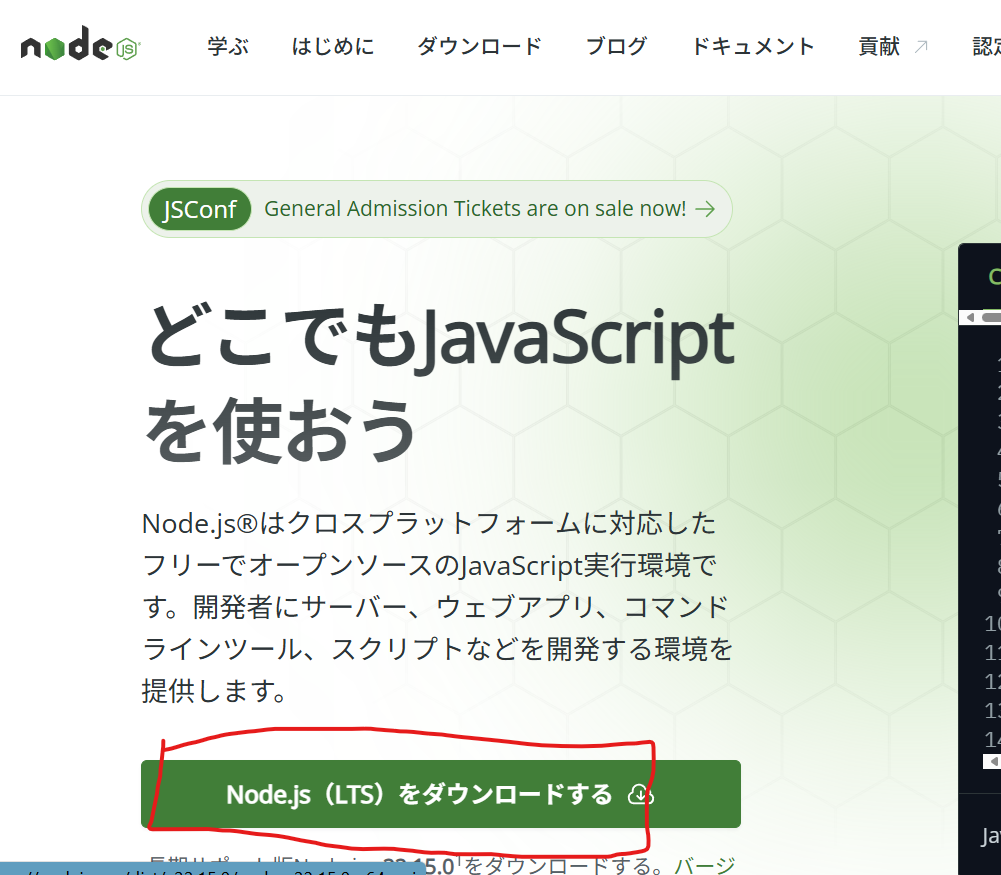 node JS
学ぶ はじめに ダウンロード ブログ ドキュメント 貢献
JSConf General Admission Tickets are on sale now!
どこでもJavaScript
を使おう
Node.js®はクロスプラットフォームに対応した
フリーでオープンソースのJavaScript実行環境で
す。開発者にサーバー、ウェブアプリ、コマンド
ラインツール、スクリプトなどを開発する環境を
提供します。
Node.js（LTS）をダウンロードする
をダウンロードする。バージ